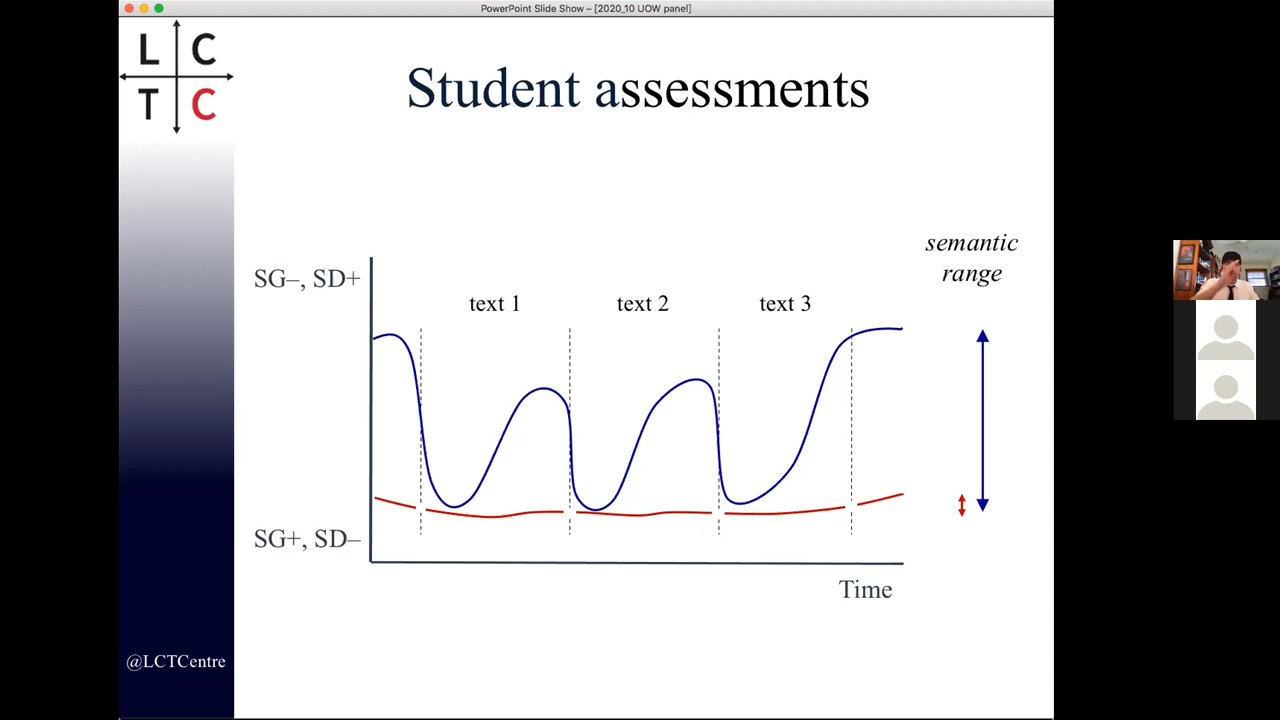 PowerPoint Slide Show – [2020_10 UOW panel]
L C
T C
Student assessments
semantic
range
SG–, SD+
text 1 text 2 text 3
SG+, SD–
Time
@LCTCentre